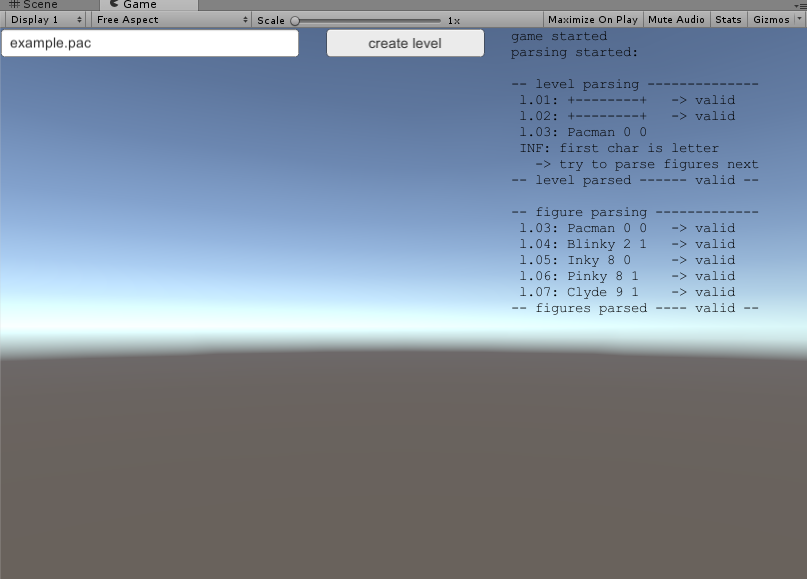 Scene Game
Display 1 Free Aspect Scale 1x Maximize On Play Mute Audio Stats Gizmos
example.pac create level
game started
parsing started:
-- level parsing --------------
l.01: +--------+ -> valid
l.02: +--------+ -> valid
l.03: Pacman 0 0
INF: first char is letter
-> try to parse figures next
-- level parsed ------ valid --
-- figure parsing -------------
l.03: Pacman 0 0 -> valid
l.04: Blinky 2 1 -> valid
l.05: Inky 8 0 -> valid
l.06: Pinky 8 1 -> valid
l.07: Clyde 9 1 -> valid
-- figures parsed ---- valid --